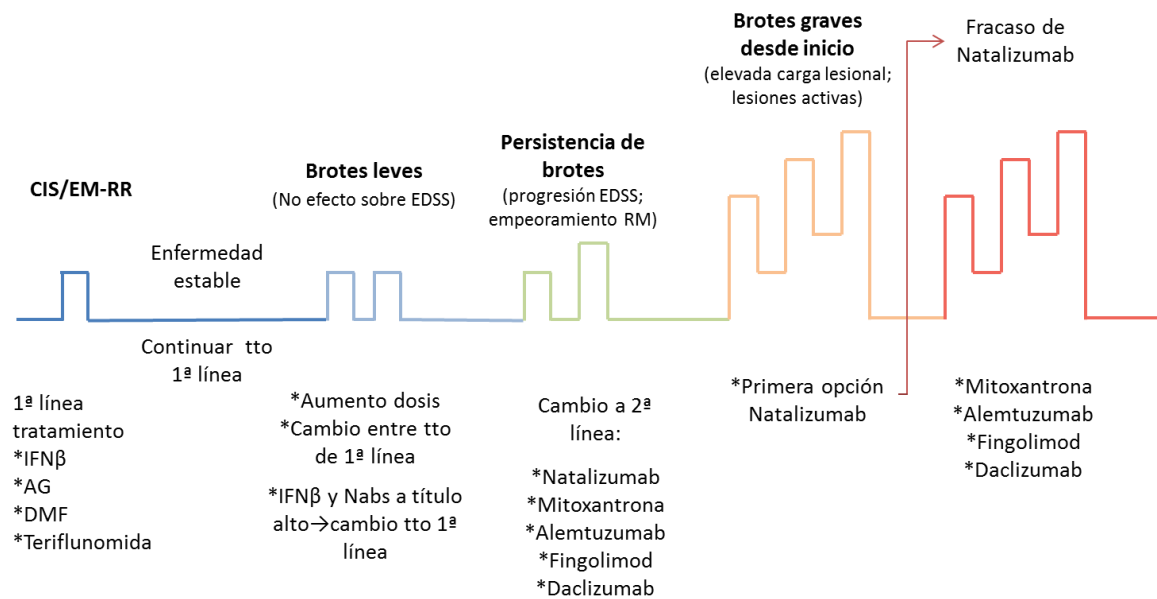 CIS/EM-RR
Enfermedad
estable
Continuar tto
1ª línea
1ª línea
tratamiento
*IFNβ
*AG
*DMF
*Teriflunomida
Brotes leves
(No efecto sobre EDSS)
*Aumento dosis
*Cambio entre tto
de 1ª línea
*IFNβ y Nabs a título
alto→cambio tto 1ª
línea
Persistencia de
brotes
(progresión EDSS;
empeoramiento RM)
Cambio a 2ª
línea:
*Natalizumab
*Mitoxantrona
*Alemtuzumab
*Fingolimod
*Daclizumab
Brotes graves
desde inicio
(elevada carga lesional;
lesiones activas)
*Primera opción
Natalizumab
Fracaso de
Natalizumab
*Mitoxantrona
*Alemtuzumab
*Fingolimod
*Daclizumab